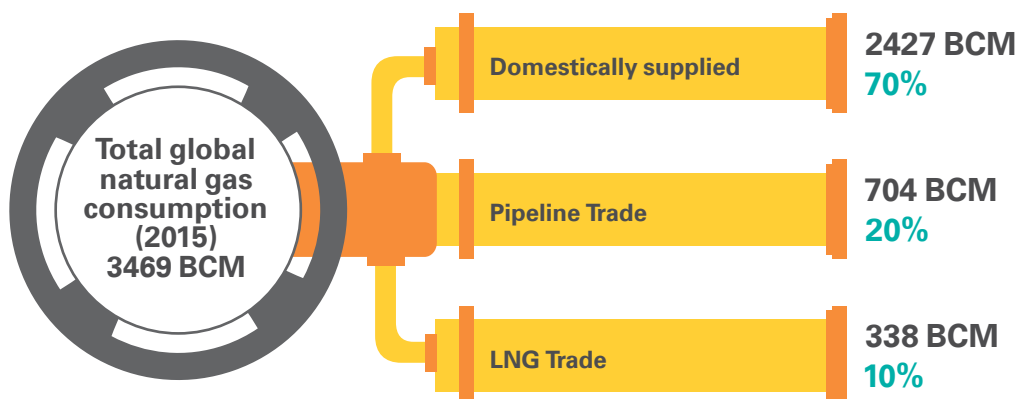 Total global
natural gas
consumption
(2015)
3469 BCM
Domestically supplied
2427 BCM
70%
Pipeline Trade
704 BCM
20%
LNG Trade
338 BCM
10%